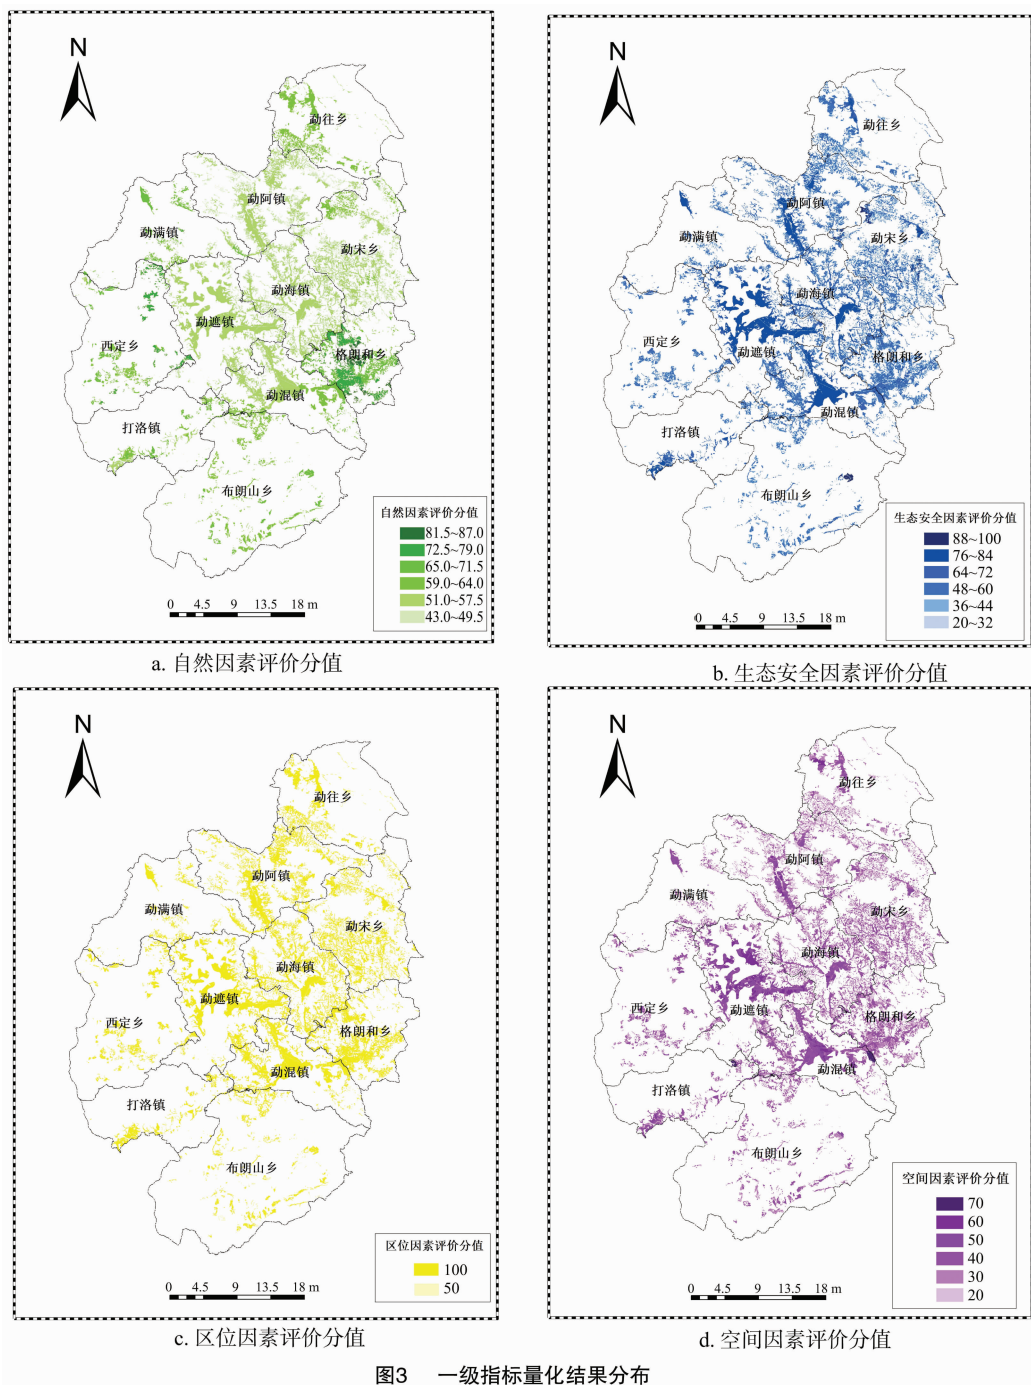 N
勐往乡
勐阿镇
勐满镇
勐宋乡
勐海镇
勐遮镇
西定乡
格朗和乡
勐混镇
打洛镇
布朗山乡
自然因素评价分值
81.5~87.0
72.5~79.0
65.0~71.5
59.0~64.0
51.0~57.5
43.0~49.5
0 4.5 9 13.5 18 m
a. 自然因素评价分值
N
勐往乡
勐阿镇
勐满镇
勐宋乡
勐海镇
西定乡
勐遮镇
格朗和乡
勐混镇
打洛镇
布朗山乡
生态安全因素评价分值
88~100
76~84
64~72
48~60
36~44
20~32
0 4.5 9 13.5 18 m
b. 生态安全因素评价分值
N
勐往乡
勐阿镇
勐满镇
勐宋乡
勐海镇
勐遮镇
西定乡
格朗和乡
勐混镇
打洛镇
布朗山乡
区位因素评价分值
100
50
0 4.5 9 13.5 18 m
c. 区位因素评价分值
N
勐往乡
勐阿镇
勐满镇
勐宋乡
勐海镇
西定乡
勐遮镇
格朗和乡
勐混镇
打洛镇
布朗山乡
空间因素评价分值
70
60
50
40
30
20
0 4.5 9 13.5 18 m
d. 空间因素评价分值
图3 一级指标量化结果分布